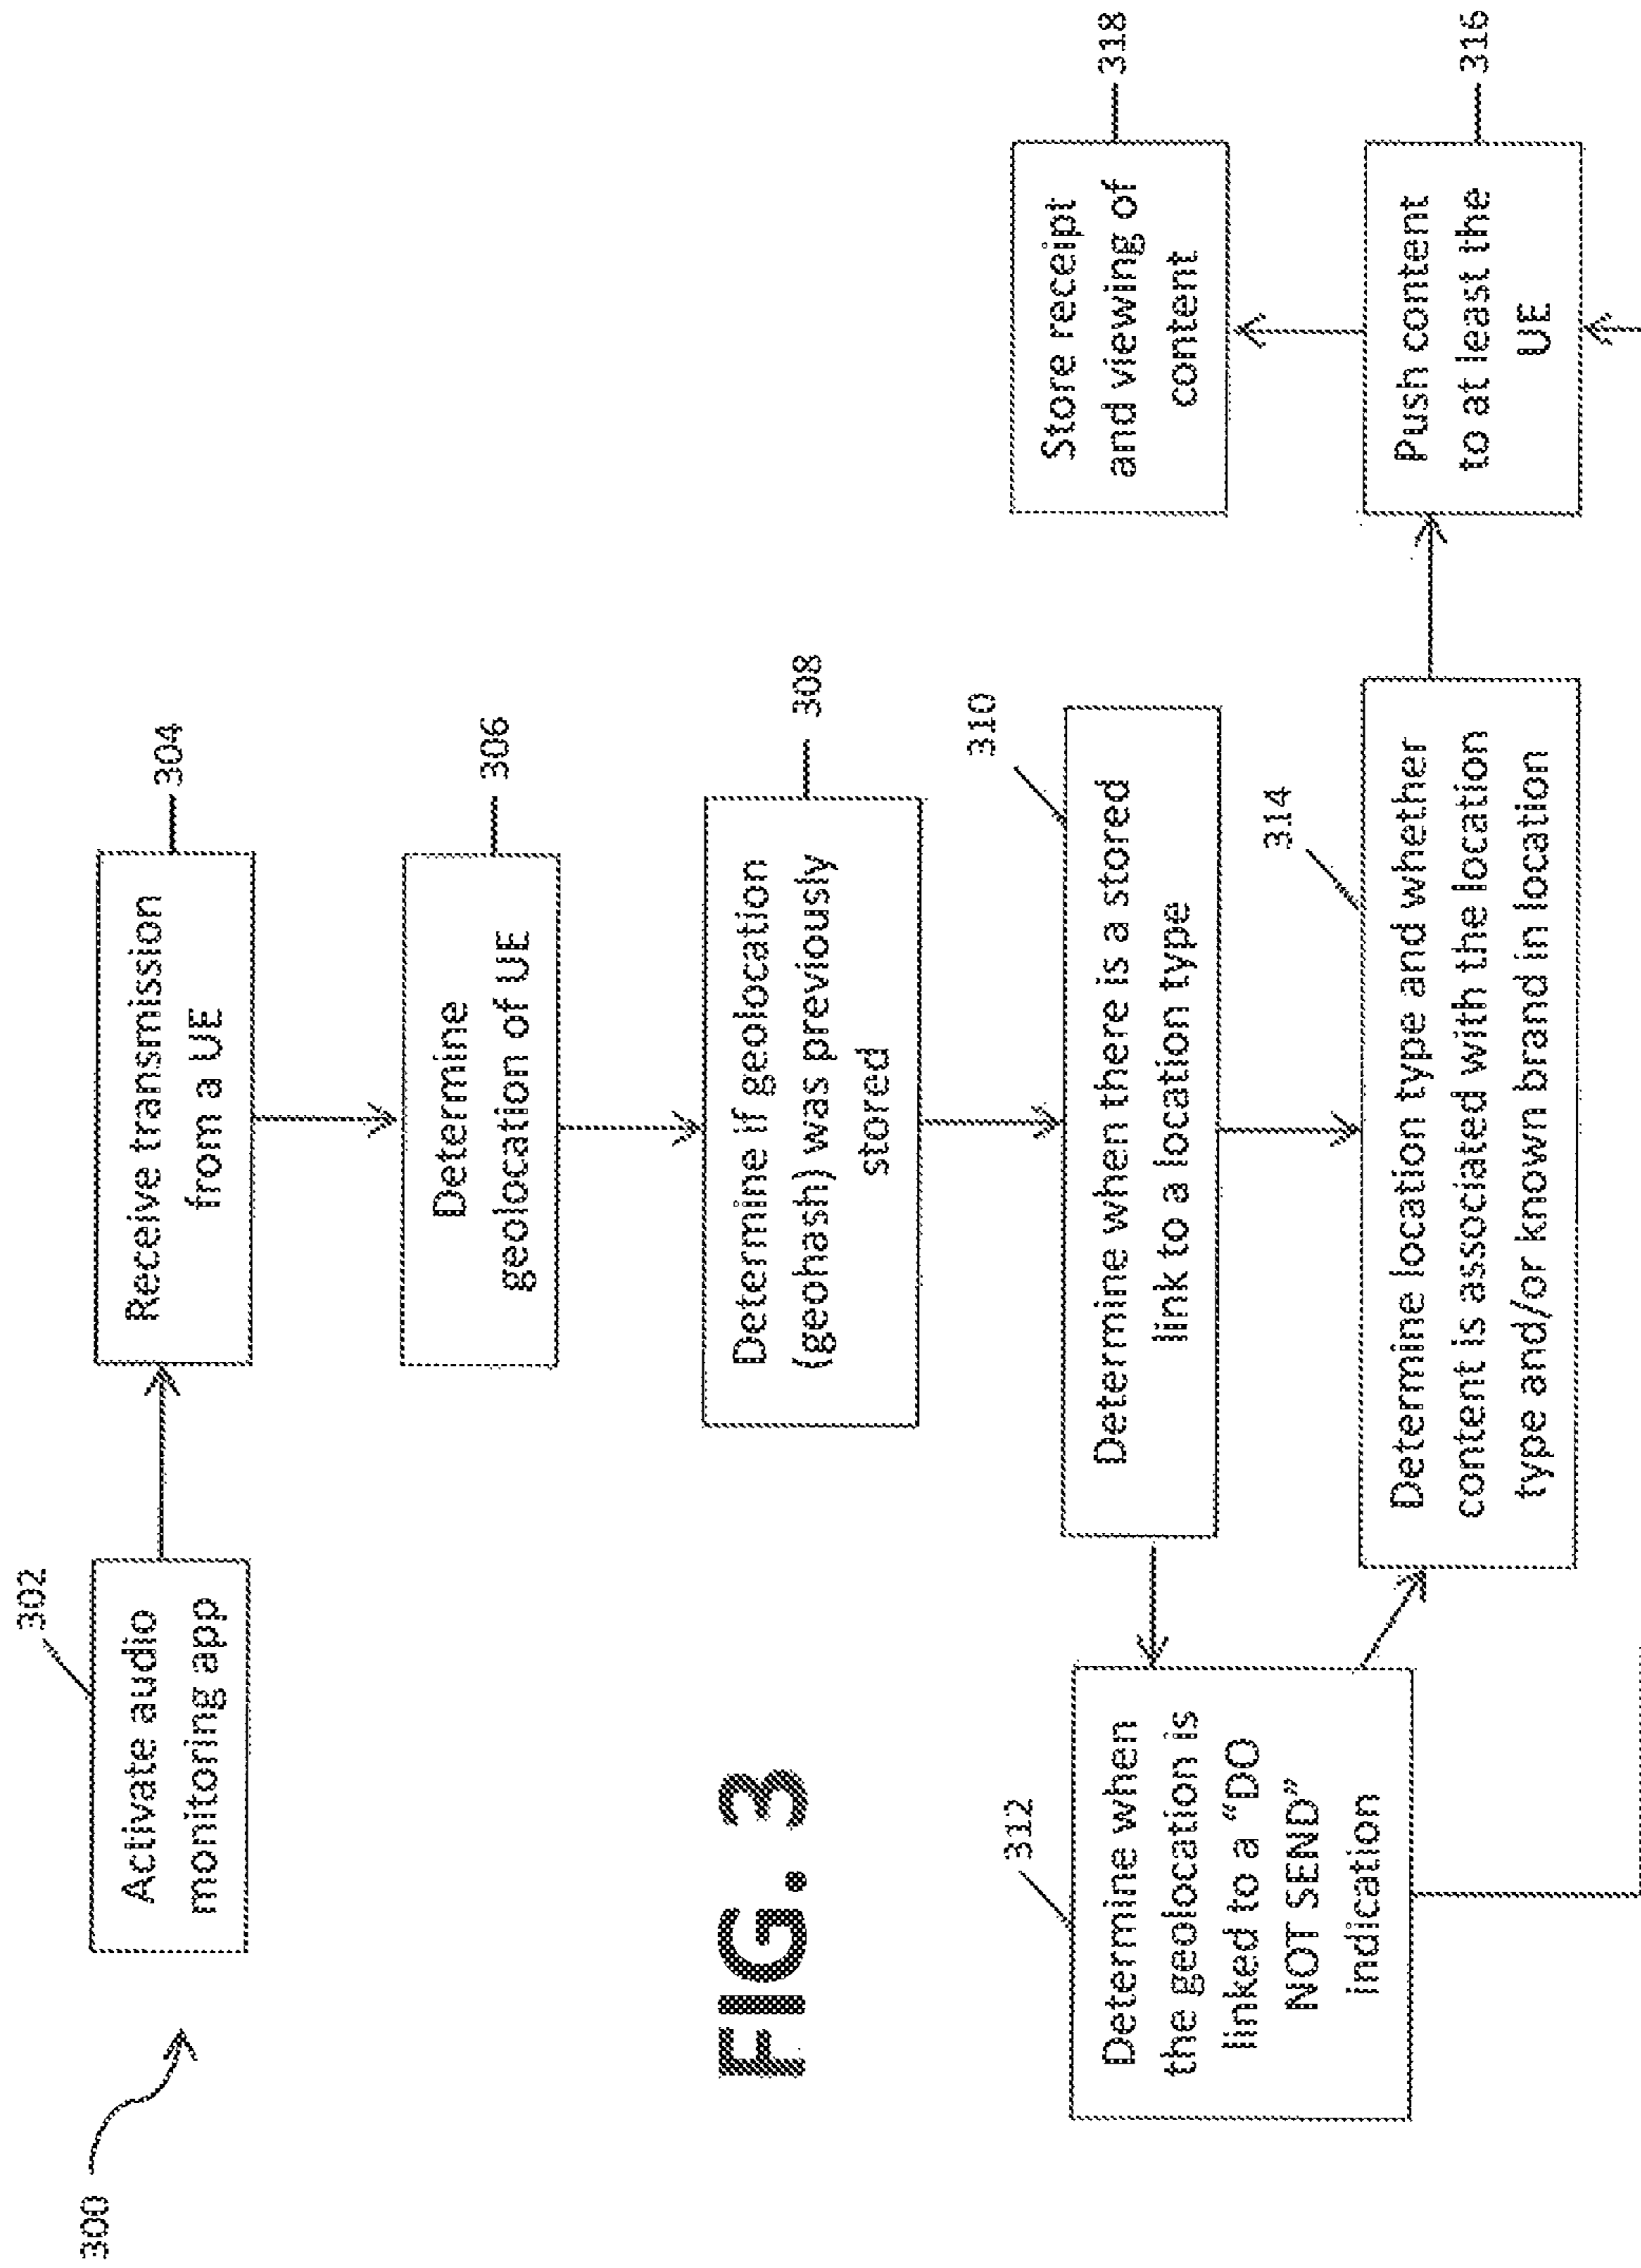 300
302
Activate audio
monitoring app
304
Receive transmission
from a UE
306
Determine
geolocation of UE
FIG. 3
308
Determine if geolocation
(geohash) was previously
stored
310
Determine when there is a stored
link to a location type
312
Determine when
the geolocation is
linked to a “DO
NOT SEND”
indication
314
Determine location type and whether
content is associated with the location
type and/or known brand in location
316
Push content
to at least the
UE
318
Store receipt
and viewing of
content